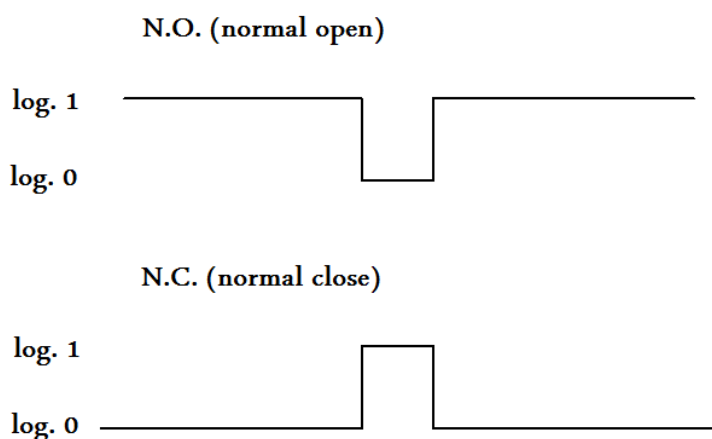 N.O. (normal open)
log. 1
log. 0
N.C. (normal close)
log. 1
log. 0